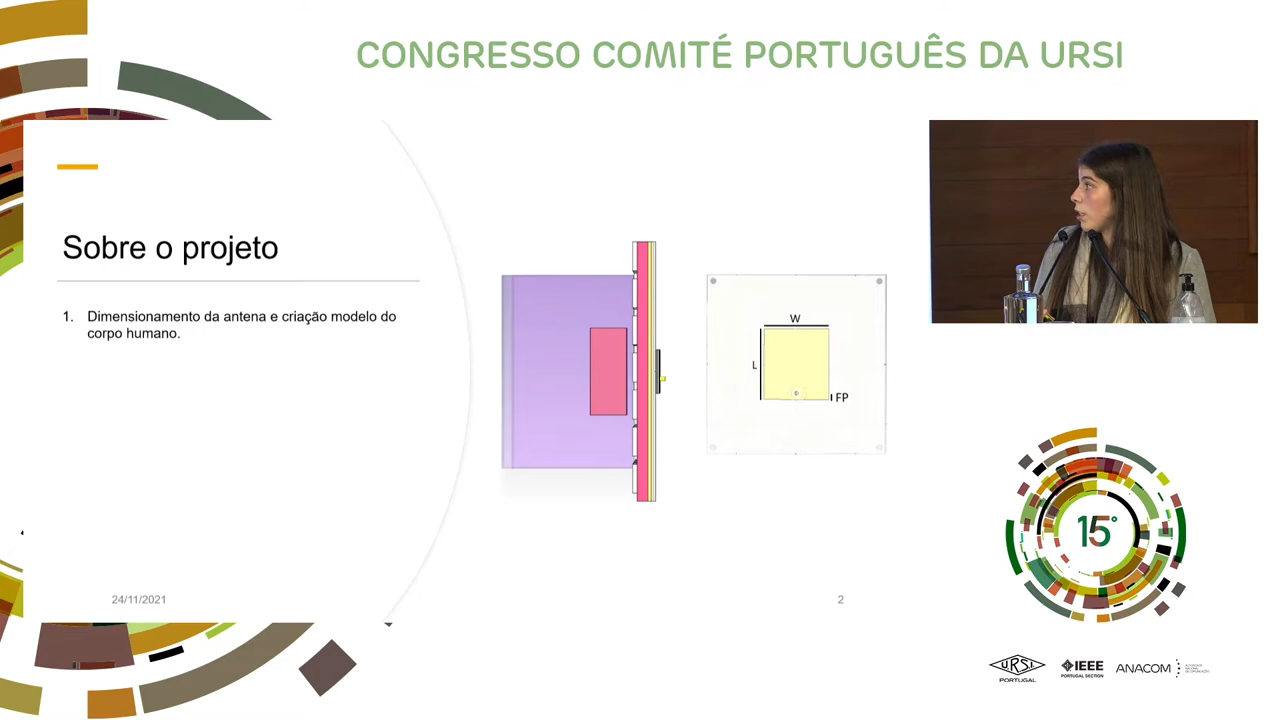 CONGRESSO COMITÉ PORTUGUÊS DA URSI
Sobre o projeto
1. Dimensionamento da antena e criação modelo do
corpo humano.
W
L
FP
24/11/2021
2
15°
URSI
PORTUGAL
IEEE
PORTUGAL SECTION
ANACOM